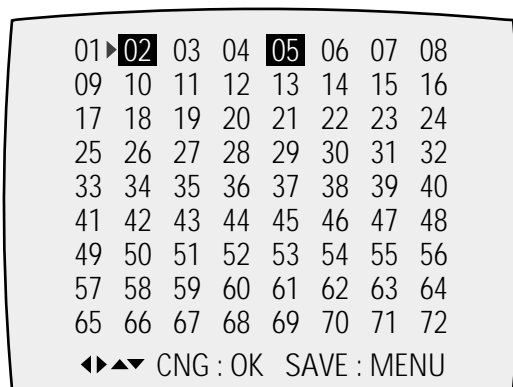 01 02 03 04 05 06 07 08
09 10 11 12 13 14 15 16
17 18 19 20 21 22 23 24
25 26 27 28 29 30 31 32
33 34 35 36 37 38 39 40
41 42 43 44 45 46 47 48
49 50 51 52 53 54 55 56
57 58 59 60 61 62 63 64
65 66 67 68 69 70 71 72
CNG : OK SAVE : MENU